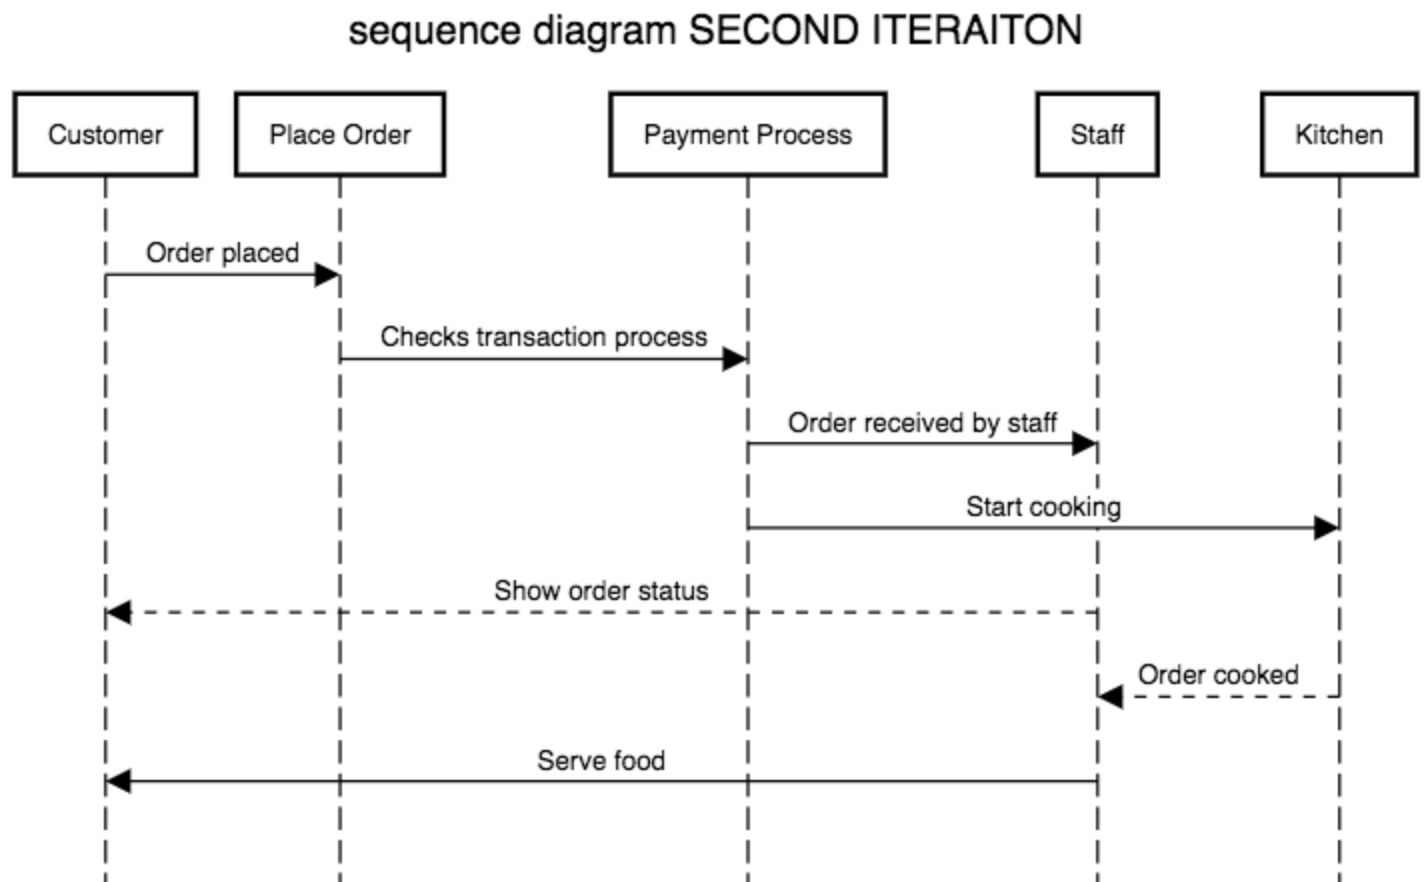 sequence diagram SECOND ITERAITON
Customer
Place Order
Payment Process
Staff
Kitchen
Order placed
Checks transaction process
Order received by staff
Start cooking
Show order status
Order cooked
Serve food